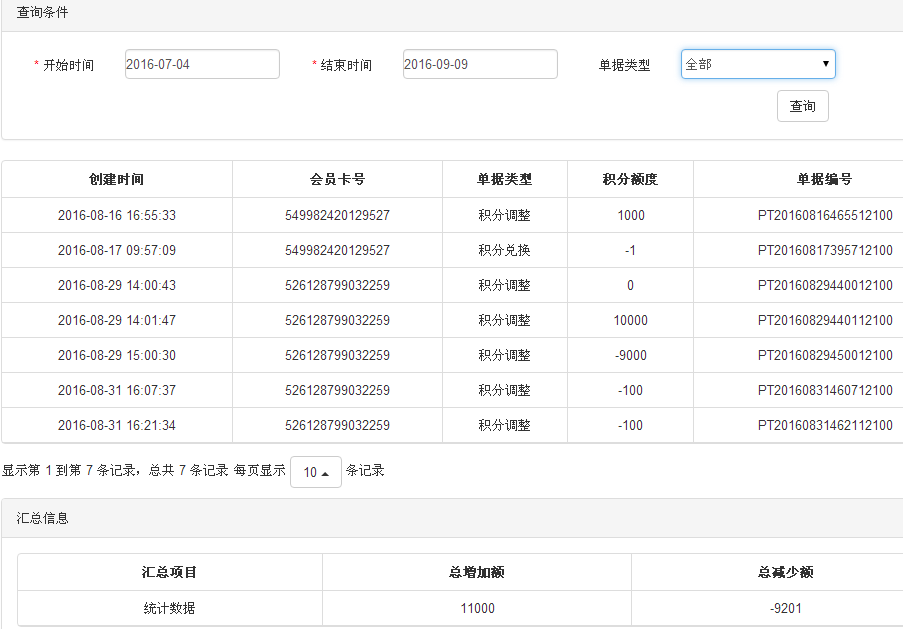 查询条件
* 开始时间 2016-07-04 * 结束时间 2016-09-09 单据类型 全部
查询
创建时间 会员卡号 单据类型 积分额度 单据编号
2016-08-16 16:55:33 549982420129527 积分调整 1000 PT20160816465512100
2016-08-17 09:57:09 549982420129527 积分兑换 -1 PT20160817395712100
2016-08-29 14:00:43 526128799032259 积分调整 0 PT20160829440012100
2016-08-29 14:01:47 526128799032259 积分调整 10000 PT20160829440112100
2016-08-29 15:00:30 526128799032259 积分调整 -9000 PT20160829450012100
2016-08-31 16:07:37 526128799032259 积分调整 -100 PT20160831460712100
2016-08-31 16:21:34 526128799032259 积分调整 -100 PT20160831462112100
显示第 1 到第 7 条记录，总共 7 条记录 每页显示 10 条记录
汇总信息
汇总项目 总增加额 总减少额
统计数据 11000 -9201